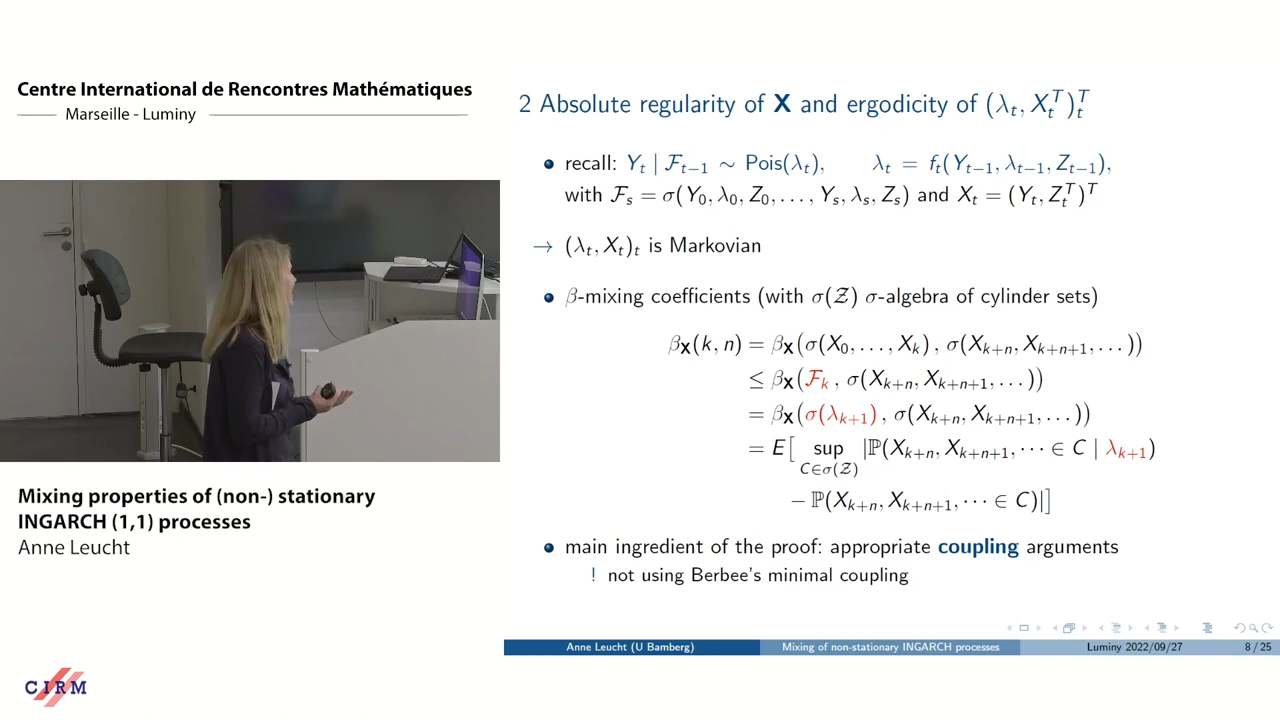 Centre International de Rencontres Mathématiques
Marseille - Luminy
2 Absolute regularity of X and ergodicity of (λ_t, X_t^T)_t^T
recall: Y_t | F_{t−1} ∼ Pois(λ_t), λ_t = f_t(Y_{t−1}, λ_{t−1}, Z_{t−1}),
with F_s = σ(Y_0, λ_0, Z_0, . . . , Y_s, λ_s, Z_s) and X_t = (Y_t, Z_t^T)^T
→ (λ_t, X_t)_t is Markovian
β-mixing coefficients (with σ(Z) σ-algebra of cylinder sets)
β_X(k, n) = β_X(σ(X_0, . . . , X_k) , σ(X_{k+n}, X_{k+n+1}, . . . ))
≤ β_X(F_k , σ(X_{k+n}, X_{k+n+1}, . . . ))
= β_X(σ(λ_{k+1}) , σ(X_{k+n}, X_{k+n+1}, . . . ))
= E[ sup_{C∈σ(Z)} |ℙ(X_{k+n}, X_{k+n+1}, · · · ∈ C | λ_{k+1})
− ℙ(X_{k+n}, X_{k+n+1}, · · · ∈ C)|]
main ingredient of the proof: appropriate coupling arguments
! not using Berbee's minimal coupling
Anne Leucht (U Bamberg) Mixing of non-stationary INGARCH processes Luminy 2022/09/27 8 / 25
Mixing properties of (non-) stationary
INGARCH (1,1) processes
Anne Leucht
CIRM